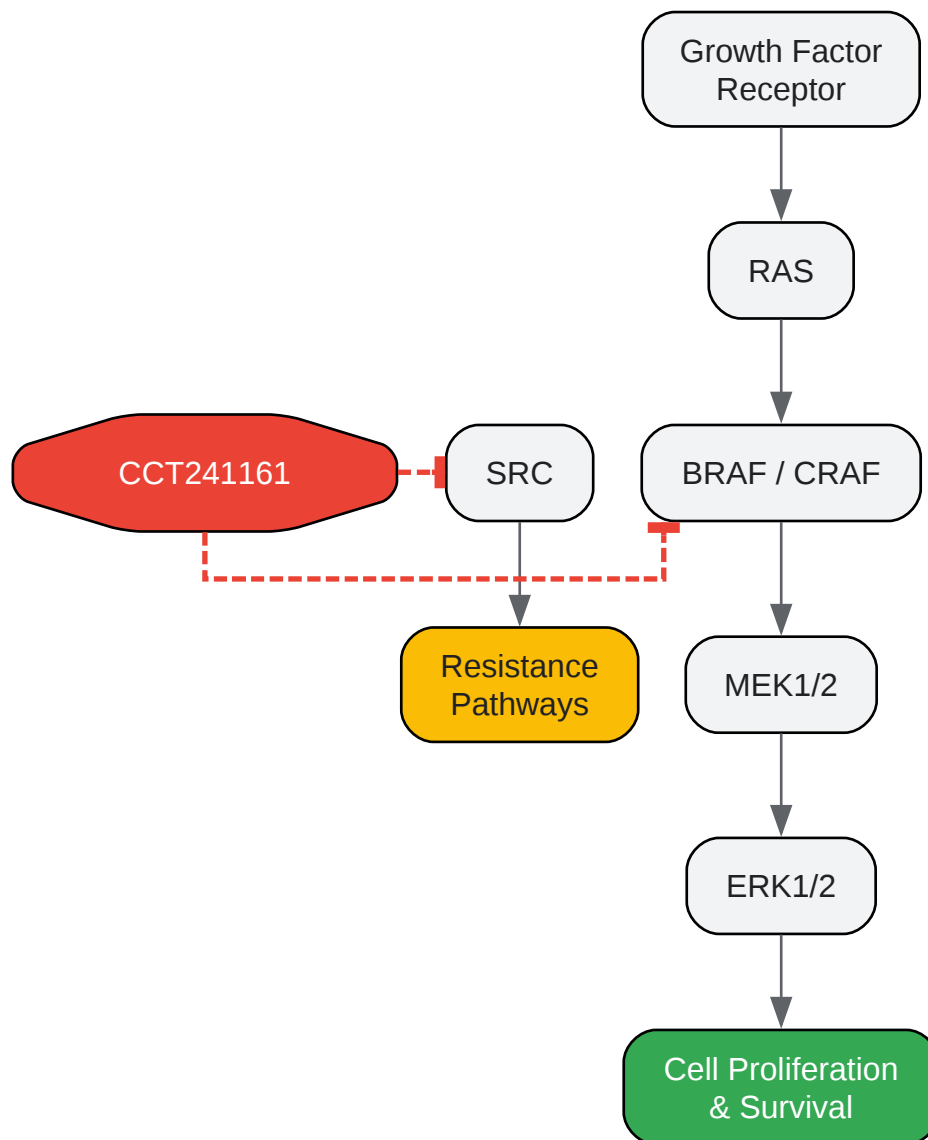 Growth Factor
Receptor
RAS
CCT241161
SRC
BRAF / CRAF
Resistance
Pathways
MEK1/2
ERK1/2
Cell Proliferation
& Survival